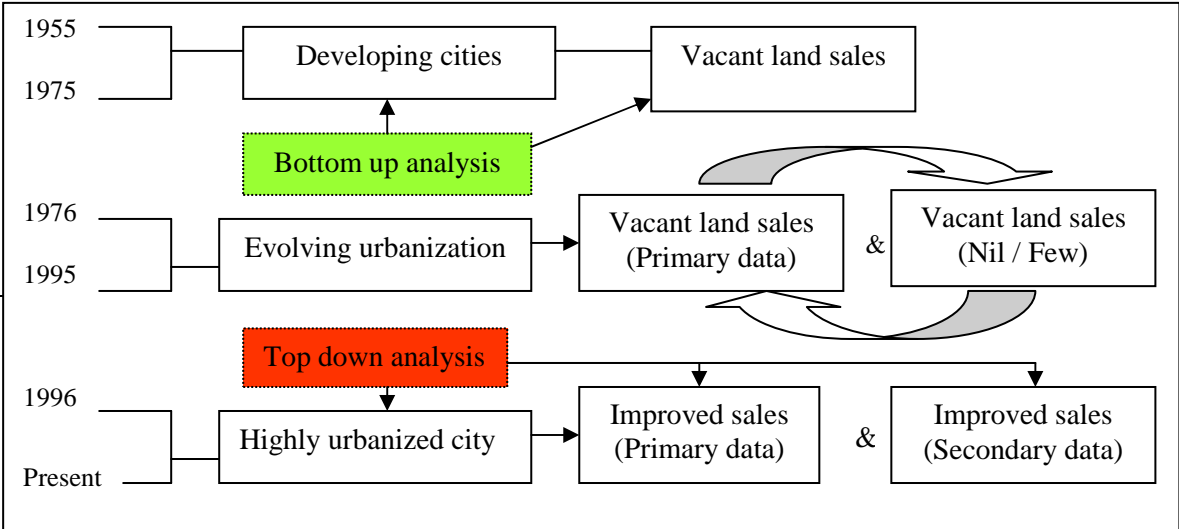 1955
Developing cities
Vacant land sales
1975
Bottom up analysis
1976
Evolving urbanization
Vacant land sales
(Primary data)
&
Vacant land sales
(Nil / Few)
1995
Top down analysis
1996
Highly urbanized city
Improved sales
(Primary data)
&
Improved sales
(Secondary data)
Present